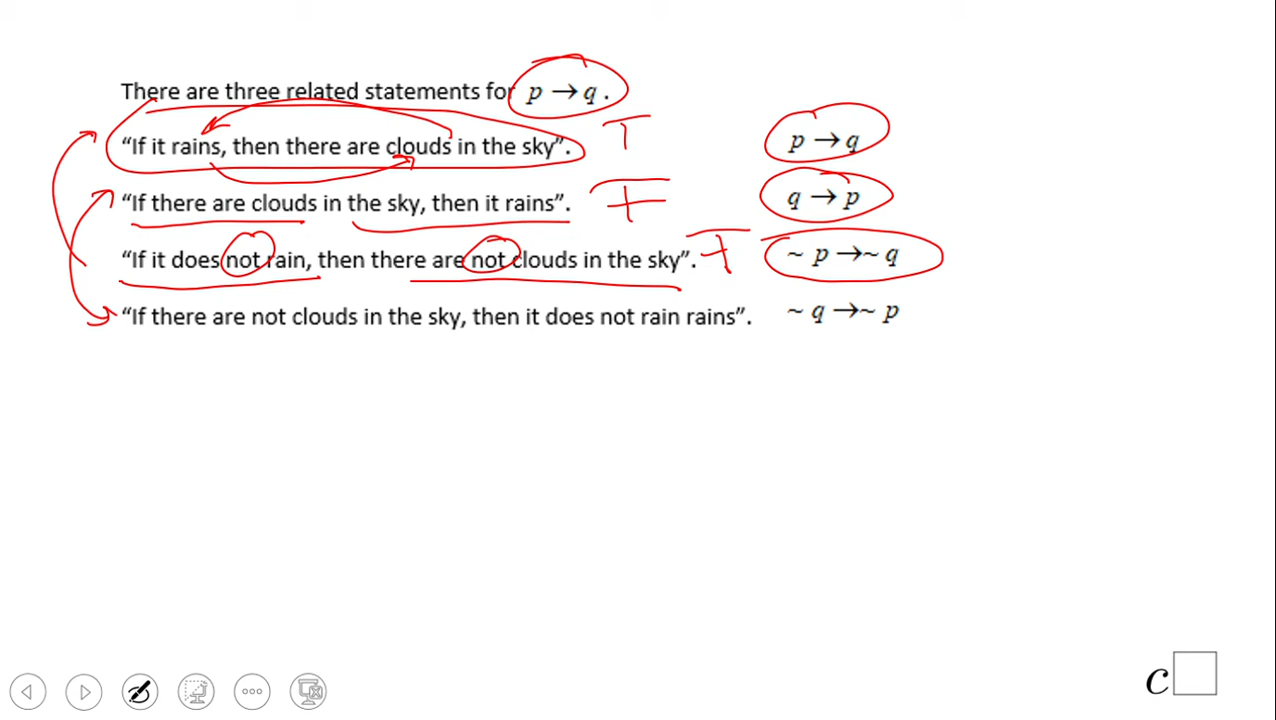 There are three related statements for p → q .
“If it rains, then there are clouds in the sky”. T p → q
“If there are clouds in the sky, then it rains”. F q → p
“If it does not rain, then there are not clouds in the sky”. F ~ p →~ q
“If there are not clouds in the sky, then it does not rain rains”. ~ q →~ p
c